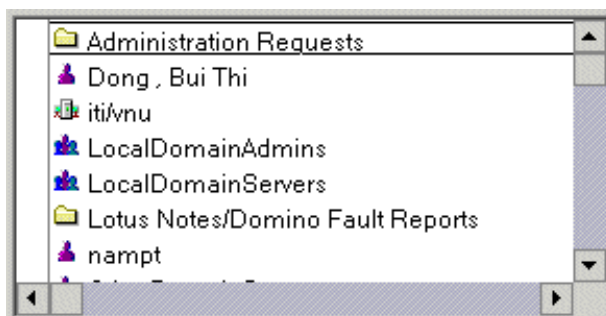 Administration Requests
Dong , Bui Thi
iti/vnu
LocalDomainAdmins
LocalDomainServers
Lotus Notes/Domino Fault Reports
nampt